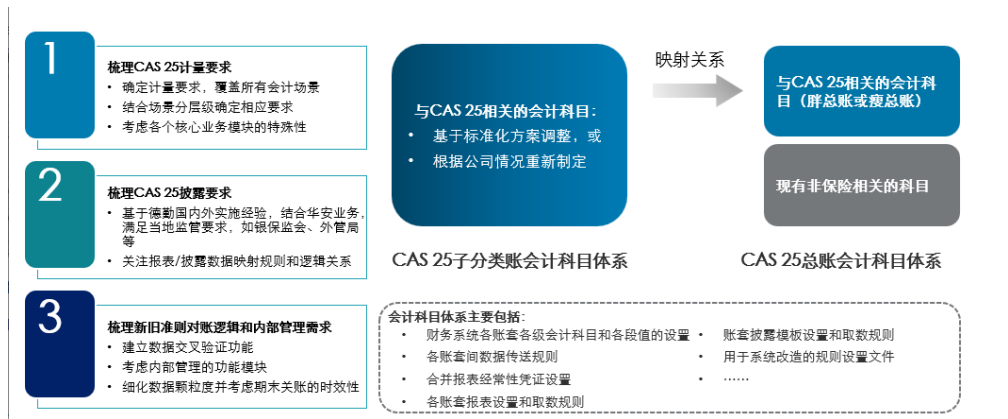 1
梳理CAS 25计量要求
• 确定计量要求，覆盖所有会计场景
• 结合场景分层级确定相应要求
• 考虑各个核心业务模块的特殊性
2
梳理CAS 25披露要求
• 基于德勤国内外实施经验，结合华安业务，
满足当地监管要求，如银保监会、外管局
等
• 关注报表/披露数据映射规则和逻辑关系
3
梳理新旧准则对账逻辑和内部管理需求
• 建立数据交叉验证功能
• 考虑内部管理的功能模块
• 细化数据颗粒度并考虑期末关账的时效性
与CAS 25相关的会计科目：
• 基于标准化方案调整，或
• 根据公司情况重新制定
CAS 25子分类账会计科目体系
映射关系
与CAS 25相关的会计科
目（胖总账或瘦总账）
现有非保险相关的科目
CAS 25总账会计科目体系
会计科目体系主要包括：
• 财务系统各账套各级会计科目和各段值的设置
• 各账套间数据传送规则
• 合并报表经常性凭证设置
• 各账套报表设置和取数规则
• 账套披露模板设置和取数规则
• 用于系统改造的规则设置文件
• ……